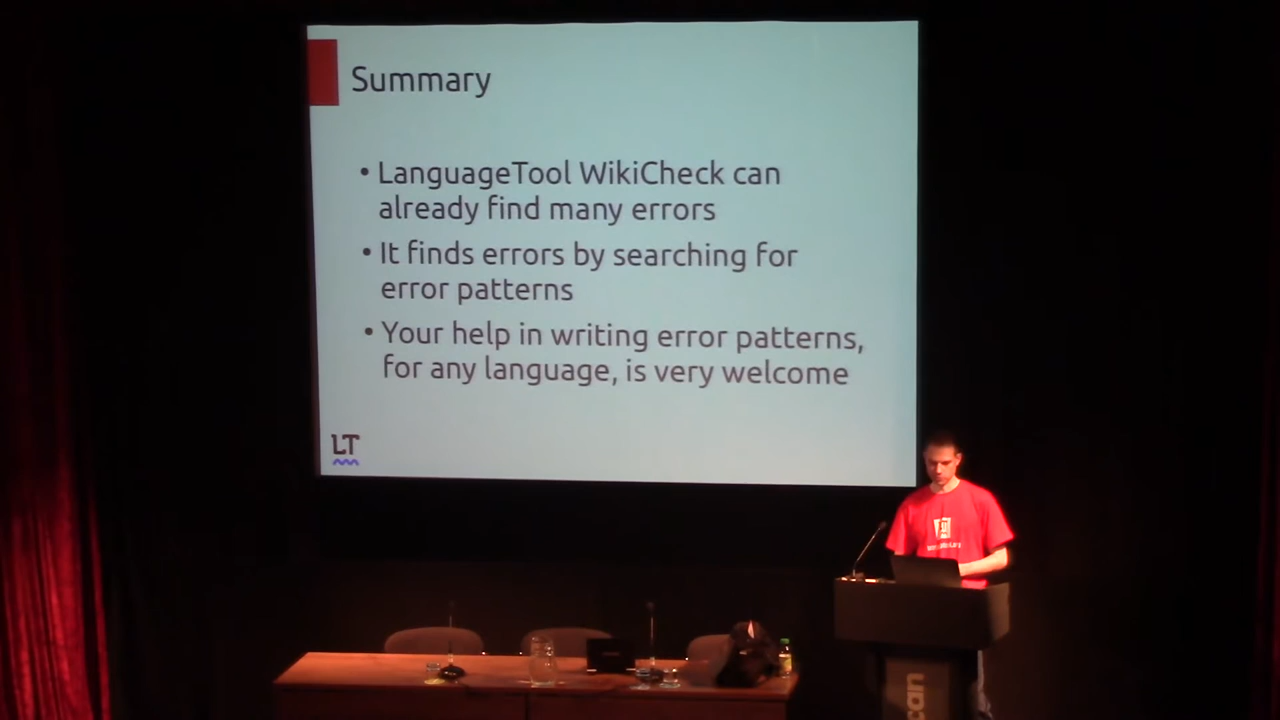 Summary
• LanguageTool WikiCheck can
already find many errors
• It finds errors by searching for
error patterns
• Your help in writing error patterns,
for any language, is very welcome
LT
can